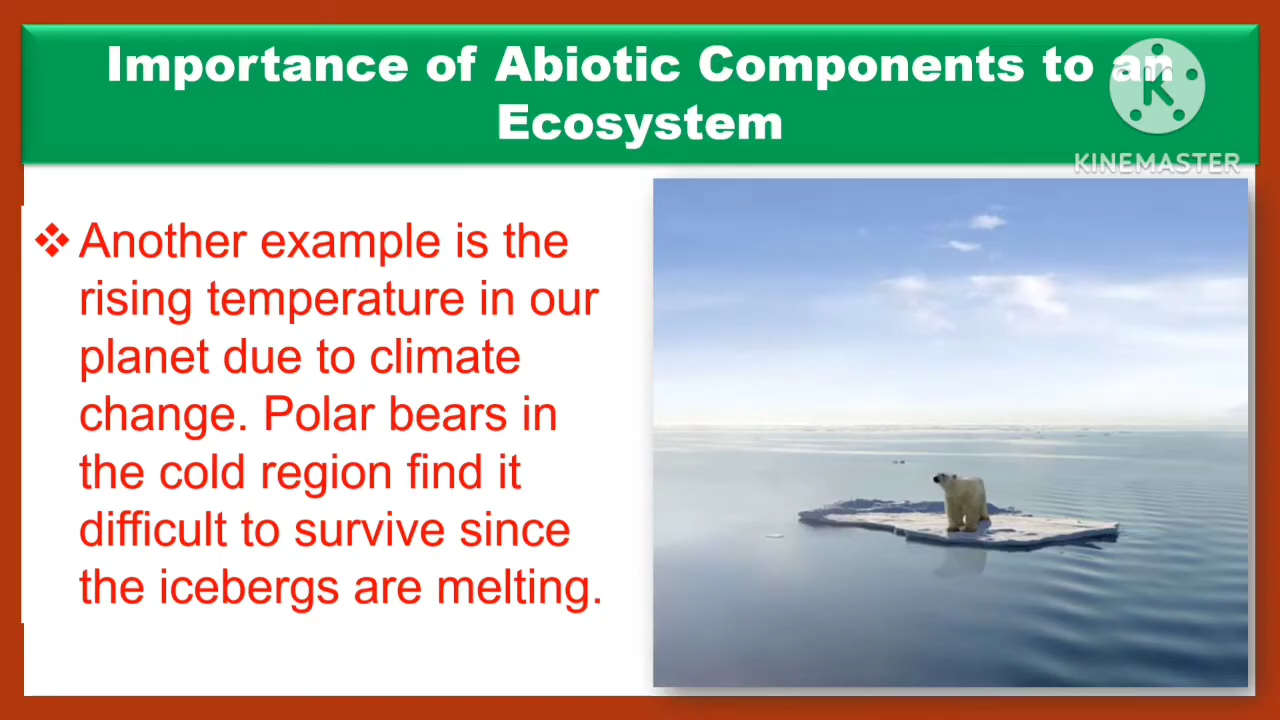 Importance of Abiotic Components to an
Ecosystem
K
KINEMASTER
❖ Another example is the
rising temperature in our
planet due to climate
change. Polar bears in
the cold region find it
difficult to survive since
the icebergs are melting.